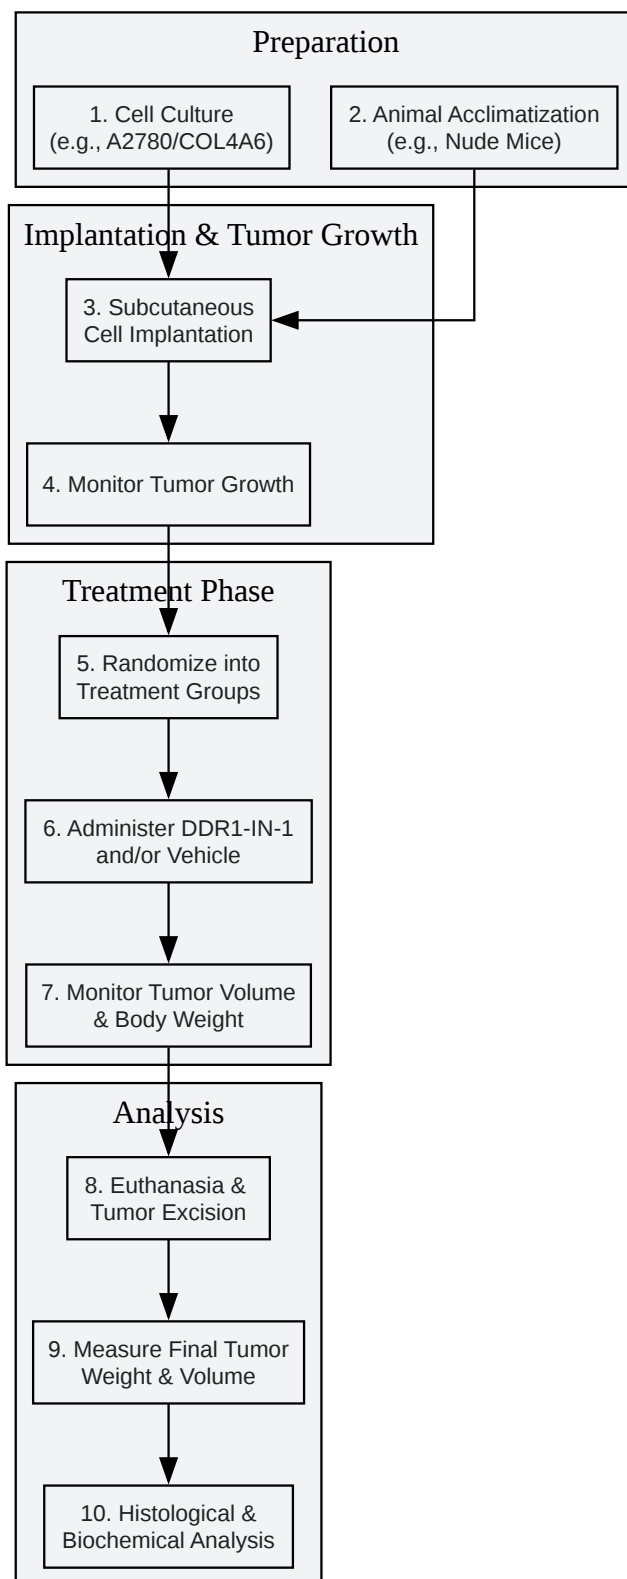 Preparation
1. Cell Culture
(e.g., A2780/COL4A6)
2. Animal Acclimatization
(e.g., Nude Mice)
Implantation & Tumor Growth
3. Subcutaneous
Cell Implantation
4. Monitor Tumor Growth
Treatment Phase
5. Randomize into
Treatment Groups
6. Administer DDR1-IN-1
and/or Vehicle
7. Monitor Tumor Volume
& Body Weight
Analysis
8. Euthanasia &
Tumor Excision
9. Measure Final Tumor
Weight & Volume
10. Histological &
Biochemical Analysis